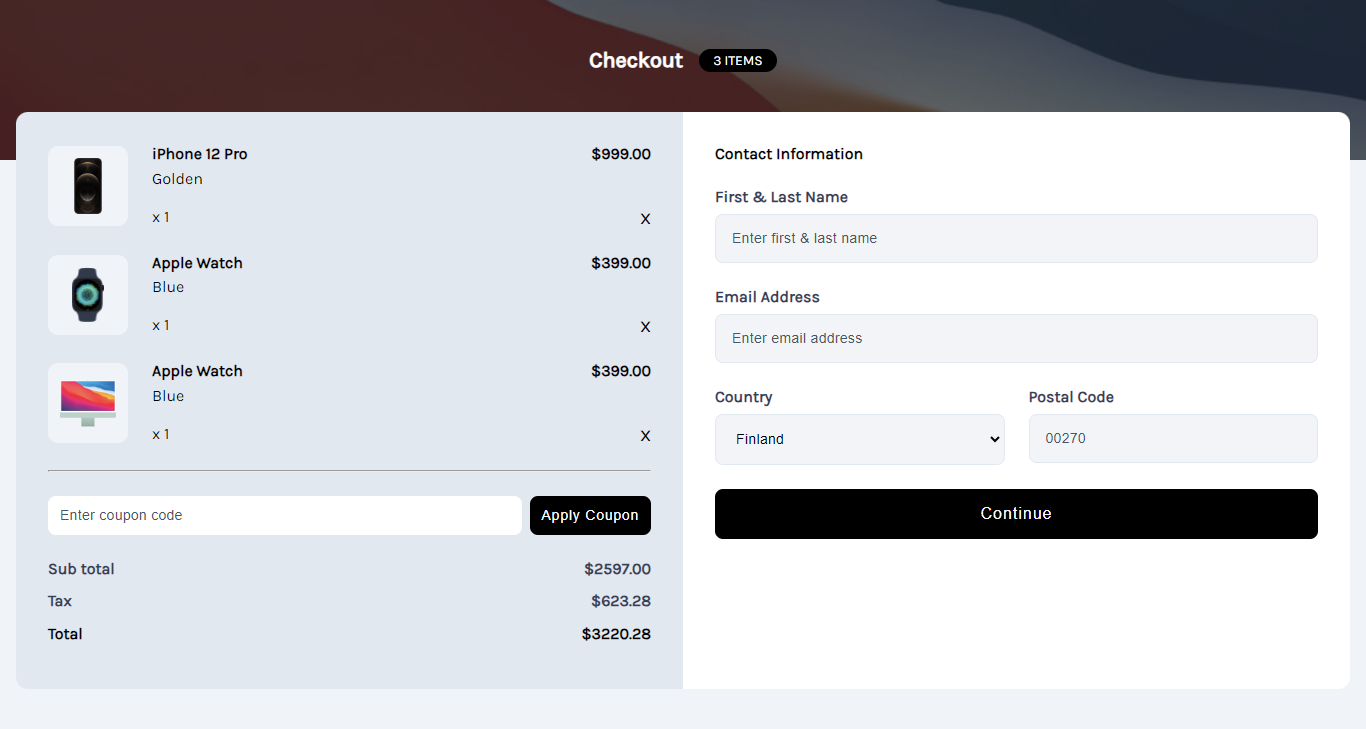 Checkout 3 ITEMS
iPhone 12 Pro $999.00
Golden
x 1 X
Apple Watch $399.00
Blue
x 1 X
Apple Watch $399.00
Blue
x 1 X
Enter coupon code Apply Coupon
Sub total $2597.00
Tax $623.28
Total $3220.28
Contact Information
First & Last Name
Enter first & last name
Email Address
Enter email address
Country Postal Code
Finland 00270
Continue